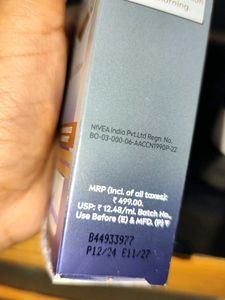 warning.
NIVEA India Pvt.Ltd Regn. No.
BO-03-000-06-AACCN1990P-22
MRP (Incl. of all taxes):
₹ 499.00
USP: ₹ 12.48/ml. Batch No.,
Use Before (E) & MFD. (P)
B44933977
P12/24 E11/27